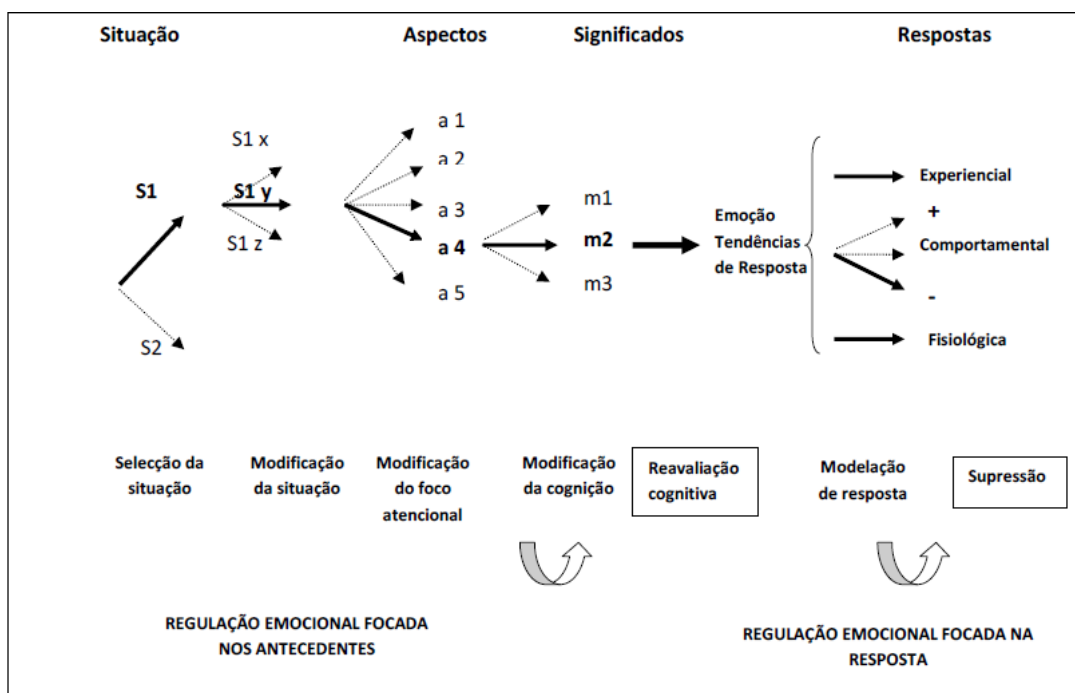 Situação Aspectos Significados Respostas
a 1
S1 x
a 2
Experiencial
S1
S1 y
m1
+
a 3
Emoção
Tendências
de Resposta
S1 z
a 4
m2
Comportamental
a 5
m3
-
S2
Fisiológica
Selecção da
situação
Modificação
da situação
Modificação
do foco
atencional
Modificação
da cognição
Reavaliação
cognitiva
Modelação
de resposta
Supressão
REGULAÇÃO EMOCIONAL FOCADA
NOS ANTECEDENTES
REGULAÇÃO EMOCIONAL FOCADA NA
RESPOSTA